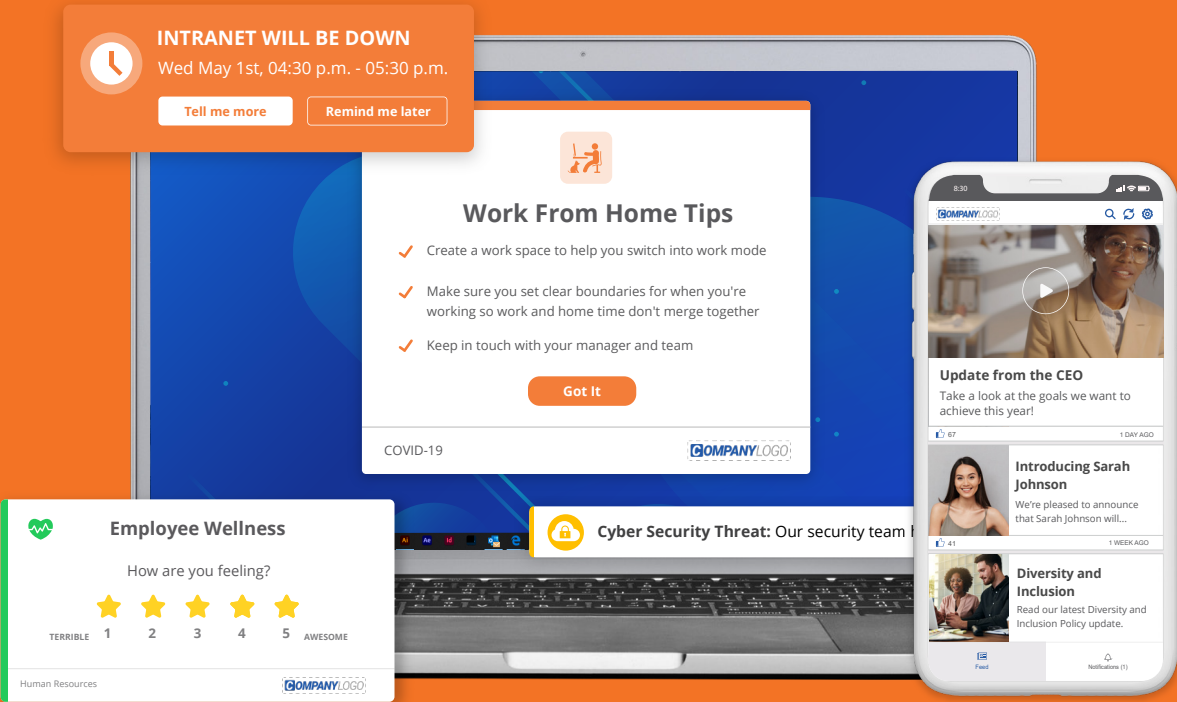 INTRANET WILL BE DOWN
Wed May 1st, 04:30 p.m. - 05:30 p.m.
Tell me more
Remind me later
Work From Home Tips
Create a work space to help you switch into work mode
Make sure you set clear boundaries for when you're
working so work and home time don't merge together
Keep in touch with your manager and team
Got It
COVID-19
COMPANYLOGO
Employee Wellness
How are you feeling?
TERRIBLE 1 2 3 4 5 AWESOME
Human Resources
COMPANYLOGO
Ai Ae Id
Cyber Security Threat: Our security team
8:30
COMPANYLOGO
Update from the CEO
Take a look at the goals we want to
achieve this year!
67
1 DAY AGO
Introducing Sarah
Johnson
We're pleased to announce
that Sarah Johnson will...
41
1 WEEK AGO
Diversity and
Inclusion
Read our latest Diversity and
Inclusion Policy update.
Feed
Notifications (1)